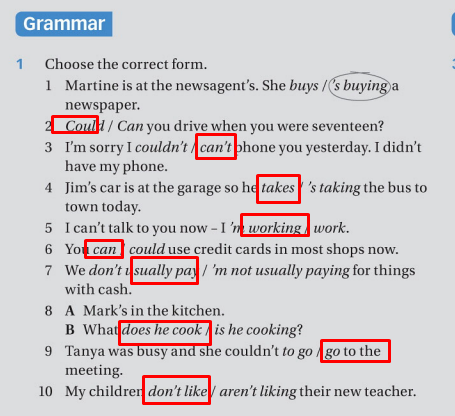 Grammar
1 Choose the correct form.
1 Martine is at the newsagent's. She buys / 's buying a
newspaper.
2 Could / Can you drive when you were seventeen?
3 I'm sorry I couldn't / can't phone you yesterday. I didn't
have my phone.
4 Jim's car is at the garage so he takes / 's taking the bus to
town today.
5 I can't talk to you now – I 'm working / work.
6 You can / could use credit cards in most shops now.
7 We don't usually pay / 'm not usually paying for things
with cash.
8 A Mark's in the kitchen.
B What does he cook / is he cooking?
9 Tanya was busy and she couldn't to go / go to the
meeting.
10 My children don't like / aren't liking their new teacher.